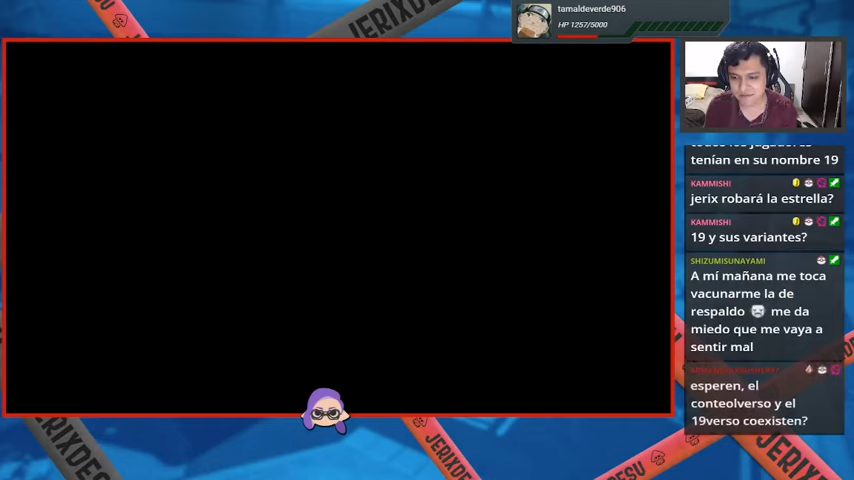 tamaldeverde906
HP 1257/5000
JERIXDESU
tenían en su nombre 19
KAMMISHI
jerix robará la estrella?
KAMMISHI
19 y sus variantes?
SHIZUMISUNAYAMI
A mí mañana me toca
vacunarme la de
respaldo me da
miedo que me vaya a
sentir mal
esperen, el
conteolverso y el
19verso coexisten?
JERIXDESU